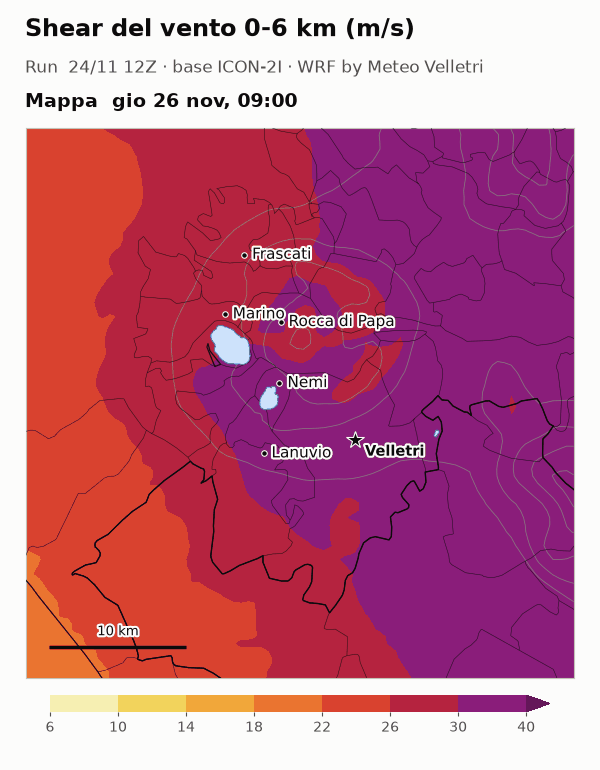 Shear del vento 0-6 km (m/s)
Run  24/11 12Z · base ICON-2I · WRF by Meteo Velletri
Mappa  gio 26 nov, 09:00
Frascati
Marino
Rocca di Papa
Nemi
Velletri
Lanuvio
10 km
6 10 14 18 22 26 30 40